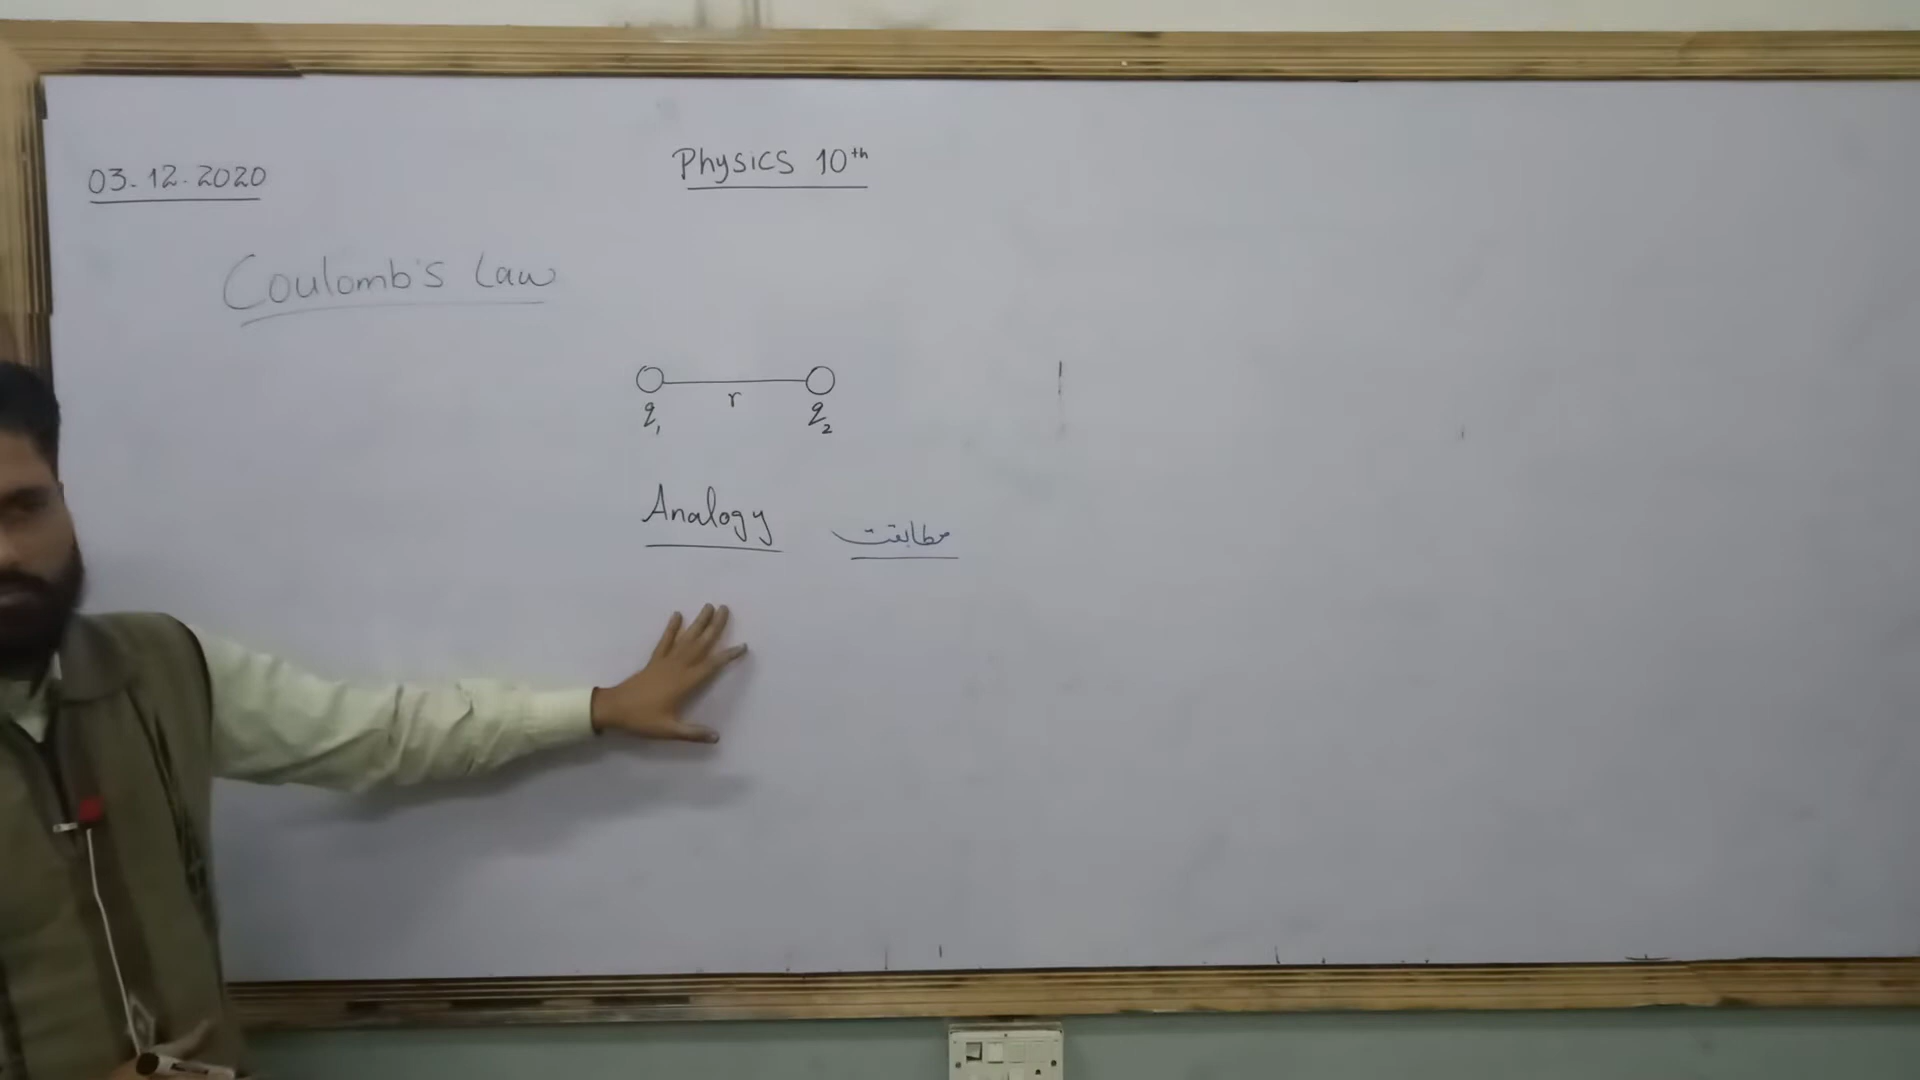 03.12.2020
Physics 10th
Coulomb's Law
r
q1 q2
Analogy مطابقت